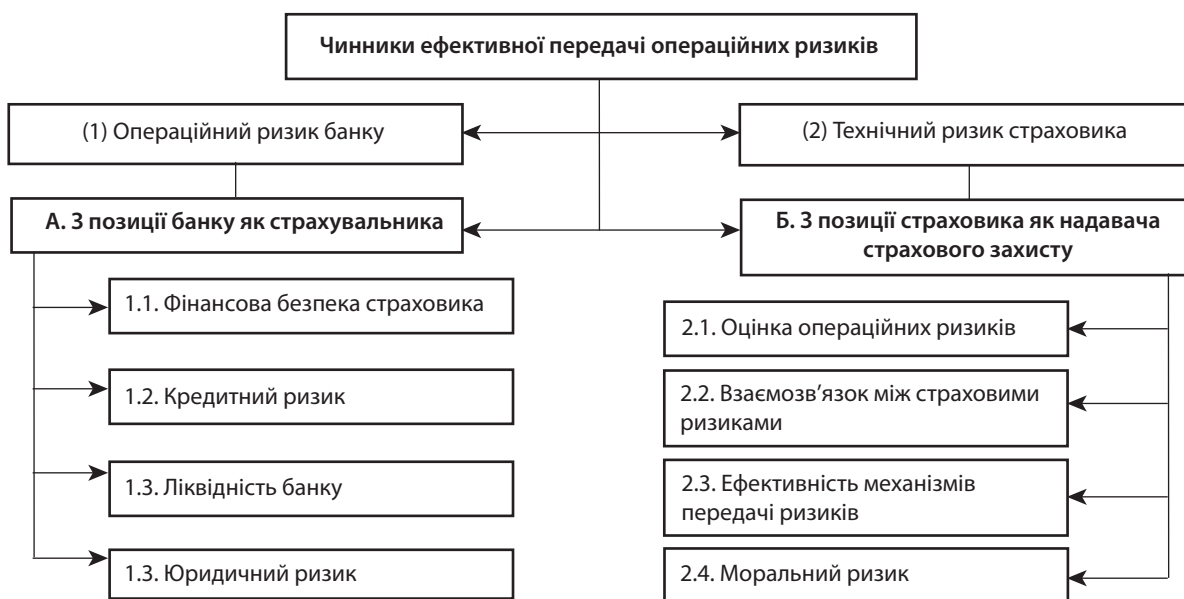 Чинники ефективної передачі операційних ризиків
(1) Операційний ризик банку
(2) Технічний ризик страховика
А. З позиції банку як страхувальника
Б. З позиції страховика як надавача
страхового захисту
1.1. Фінансова безпека страховика
1.2. Кредитний ризик
1.3. Ліквідність банку
1.3. Юридичний ризик
2.1. Оцінка операційних ризиків
2.2. Взаємозв'язок між страховими
ризиками
2.3. Ефективність механізмів
передачі ризиків
2.4. Моральний ризик